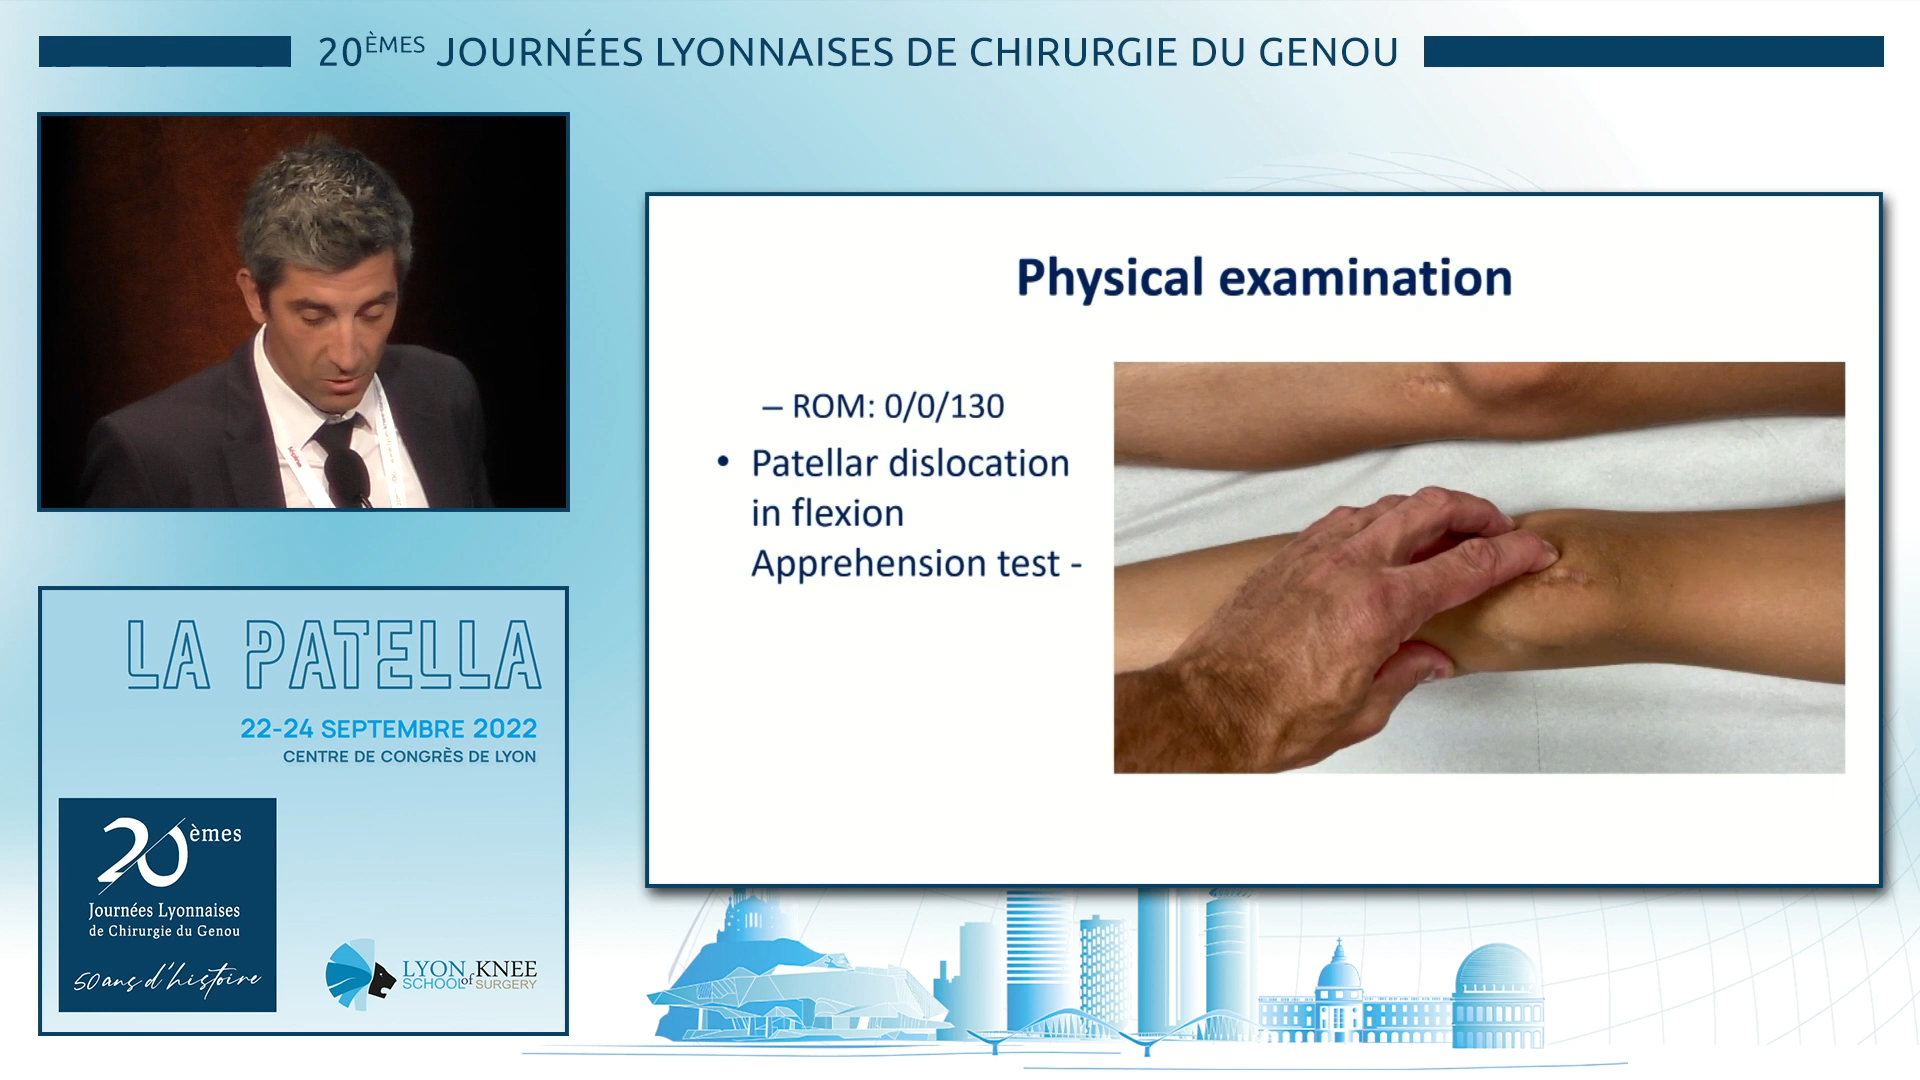 20ÈMES JOURNÉES LYONNAISES DE CHIRURGIE DU GENOU
Physical examination
– ROM: 0/0/130
• Patellar dislocation
in flexion
Apprehension test -
LA PATELLA
22-24 SEPTEMBRE 2022
CENTRE DE CONGRÈS DE LYON
20èmes
Journées Lyonnaises
de Chirurgie du Genou
50 ans d'histoire
LYON KNEE
SCHOOL of SURGERY